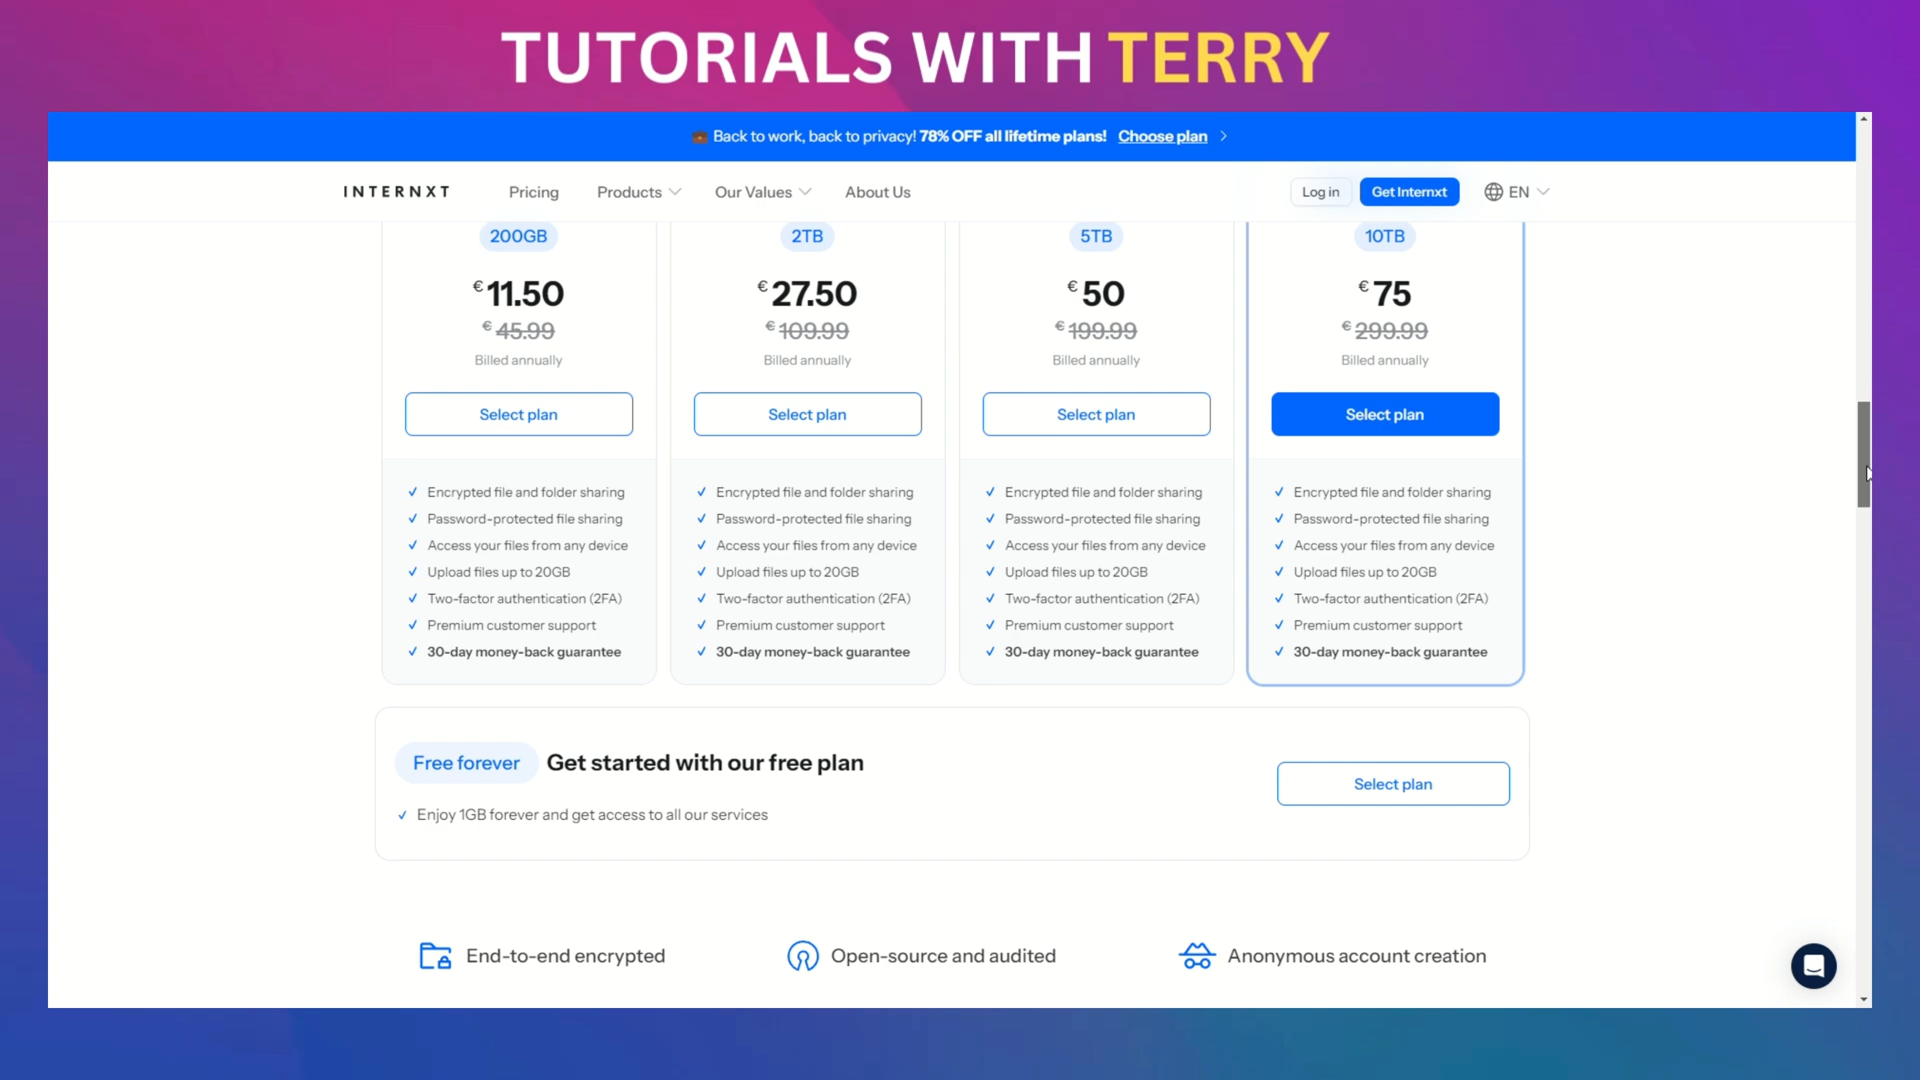 TUTORIALS WITH TERRY
Back to work, back to privacy! 78% OFF all lifetime plans! Choose plan
INTERNXT Pricing Products Our Values About Us Log in Get Internxt EN
200GB 2TB 5TB 10TB
€11.50 €27.50 €50 €75
€45.99 €109.99 €199.99 €299.99
Billed annually Billed annually Billed annually Billed annually
Select plan Select plan Select plan Select plan
✓ Encrypted file and folder sharing ✓ Encrypted file and folder sharing ✓ Encrypted file and folder sharing ✓ Encrypted file and folder sharing
✓ Password-protected file sharing ✓ Password-protected file sharing ✓ Password-protected file sharing ✓ Password-protected file sharing
✓ Access your files from any device ✓ Access your files from any device ✓ Access your files from any device ✓ Access your files from any device
✓ Upload files up to 20GB ✓ Upload files up to 20GB ✓ Upload files up to 20GB ✓ Upload files up to 20GB
✓ Two-factor authentication (2FA) ✓ Two-factor authentication (2FA) ✓ Two-factor authentication (2FA) ✓ Two-factor authentication (2FA)
✓ Premium customer support ✓ Premium customer support ✓ Premium customer support ✓ Premium customer support
✓ 30-day money-back guarantee ✓ 30-day money-back guarantee ✓ 30-day money-back guarantee ✓ 30-day money-back guarantee
Free forever Get started with our free plan
Select plan
✓ Enjoy 1GB forever and get access to all our services
End-to-end encrypted Open-source and audited Anonymous account creation